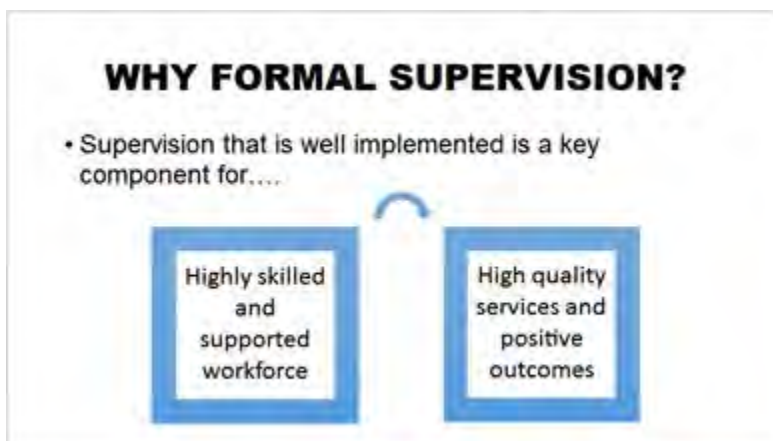 WHY FORMAL SUPERVISION?
• Supervision that is well implemented is a key
component for….
Highly skilled
and
supported
workforce
High quality
services and
positive
outcomes